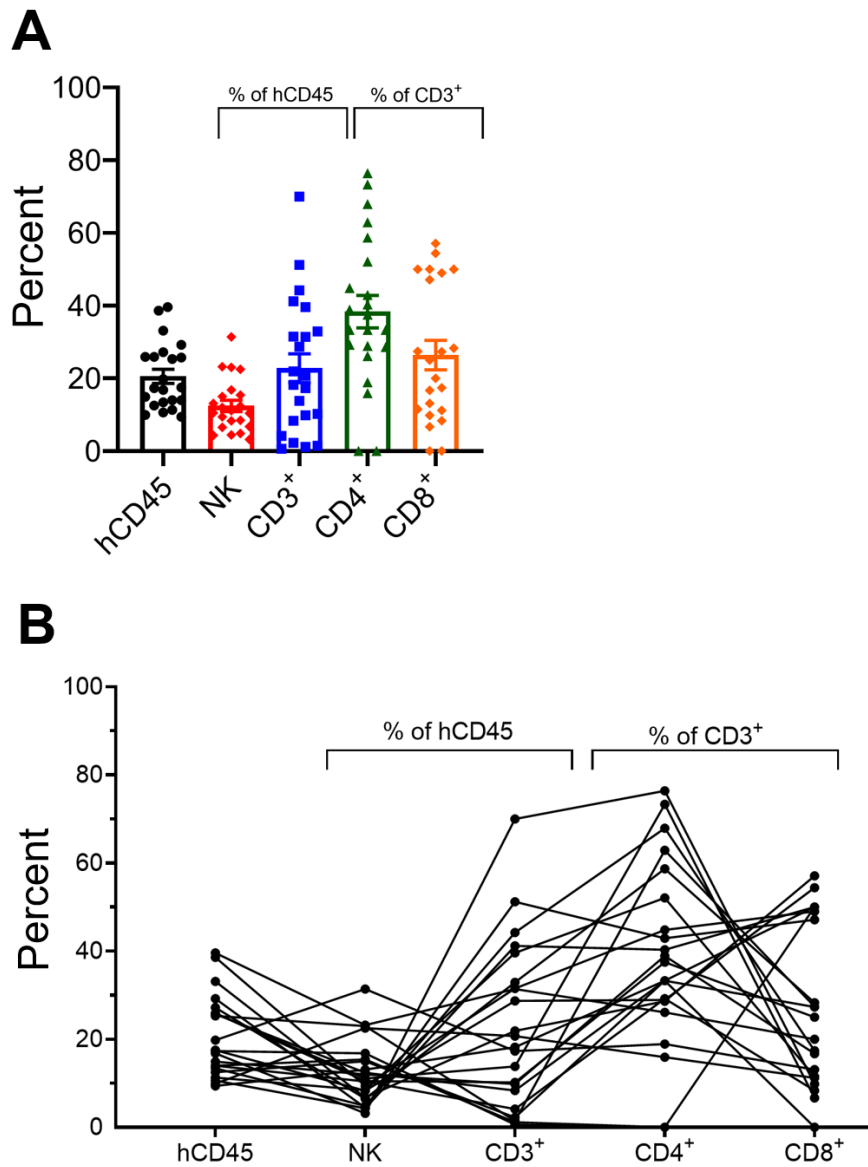 A
100
% of hCD45
% of CD3⁺
80
60
40
20
0
Percent
hCD45
NK
CD3⁺
CD4⁺
CD8⁺
B
100
% of hCD45
% of CD3⁺
80
60
40
20
0
Percent
hCD45
NK
CD3⁺
CD4⁺
CD8⁺